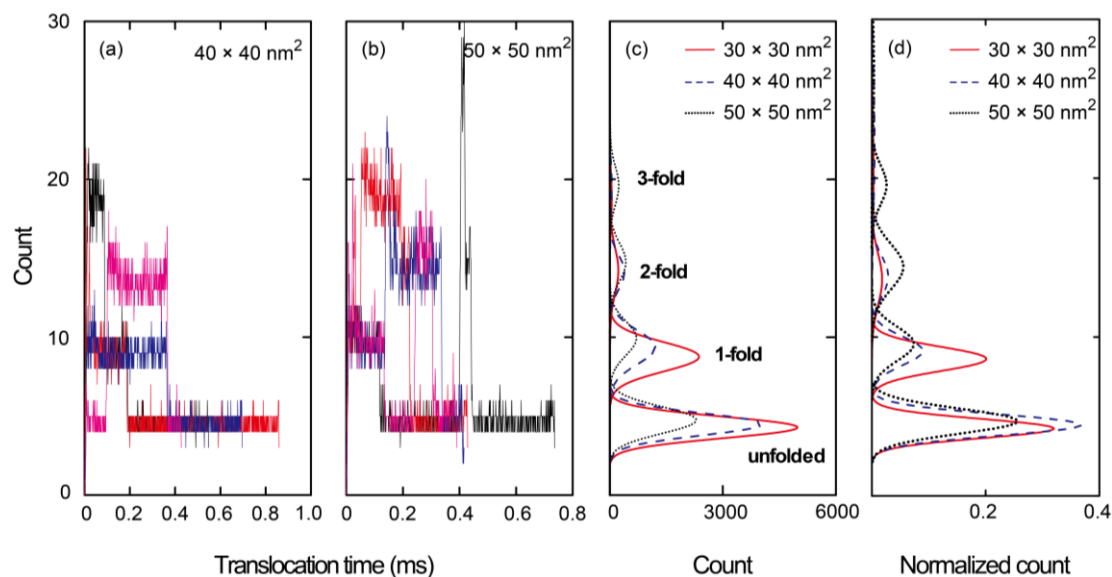 (a)
40 × 40 nm²
(b)
50 × 50 nm²
(c)
30 × 30 nm²
40 × 40 nm²
50 × 50 nm²
3-fold
2-fold
1-fold
unfolded
(d)
30 × 30 nm²
40 × 40 nm²
50 × 50 nm²
Count
30
20
10
0
0 0.2 0.4 0.6 0.8 1.0
0 0.2 0.4 0.6 0.8
0 3000 6000
0.2 0.4
Translocation time (ms)
Count
Normalized count